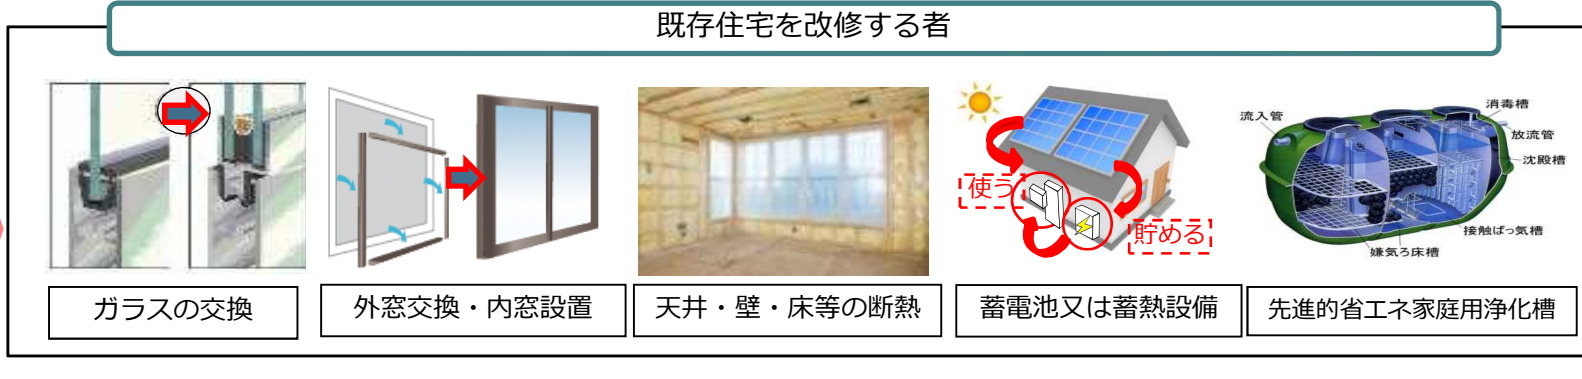 既存住宅を改修する者
使う
貯める
流入管
消毒槽
放流管
沈殿槽
接触ばっ気槽
嫌気ろ床槽
ガラスの交換
外窓交換・内窓設置
天井・壁・床等の断熱
蓄電池又は蓄熱設備
先進的省エネ家庭用浄化槽